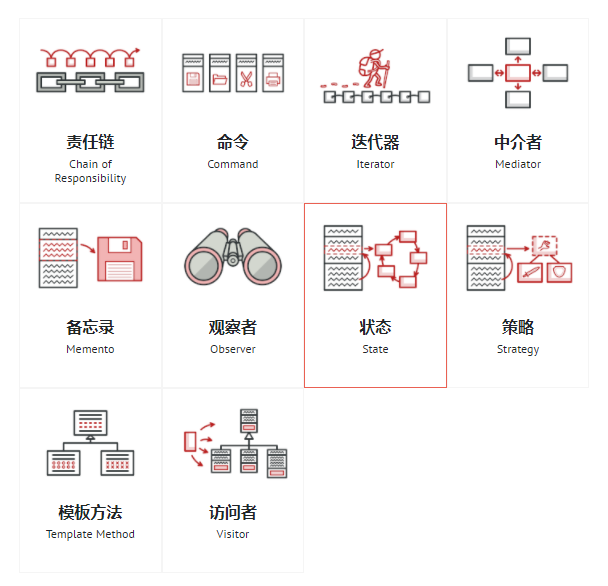 责任链
Chain of
Responsibility
命令
Command
迭代器
Iterator
中介者
Mediator
备忘录
Memento
观察者
Observer
状态
State
策略
Strategy
模板方法
Template Method
访问者
Visitor